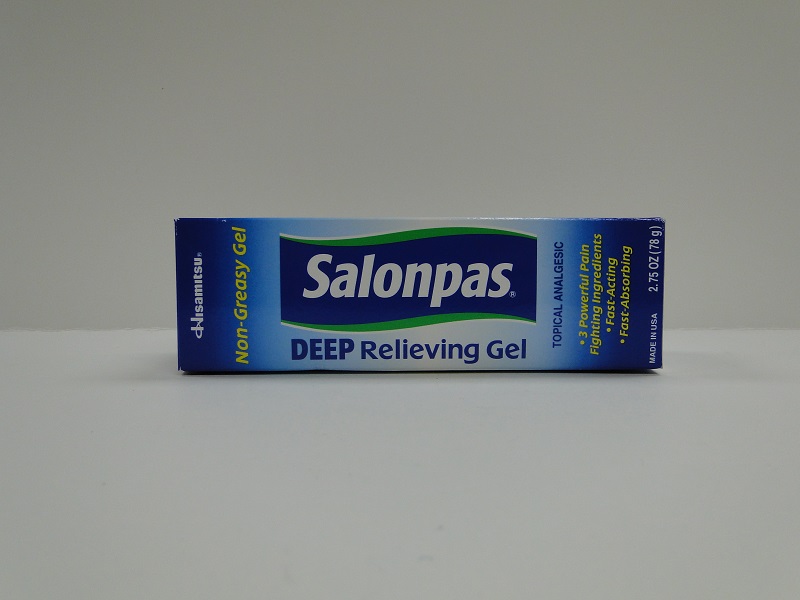 Hisamitsu®
Non-Greasy Gel
Salonpas®
DEEP Relieving Gel
TOPICAL ANALGESIC
• 3 Powerful Pain
Fighting Ingredients
• Fast-Acting
• Fast-Absorbing
MADE IN USA
2.75 OZ (78 g)